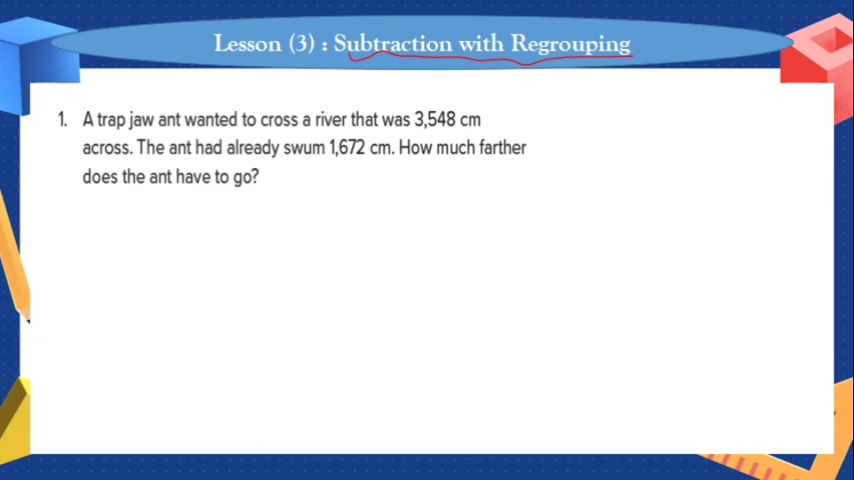 Lesson (3) : Subtraction with Regrouping
1. A trap jaw ant wanted to cross a river that was 3,548 cm
across. The ant had already swum 1,672 cm. How much farther
does the ant have to go?